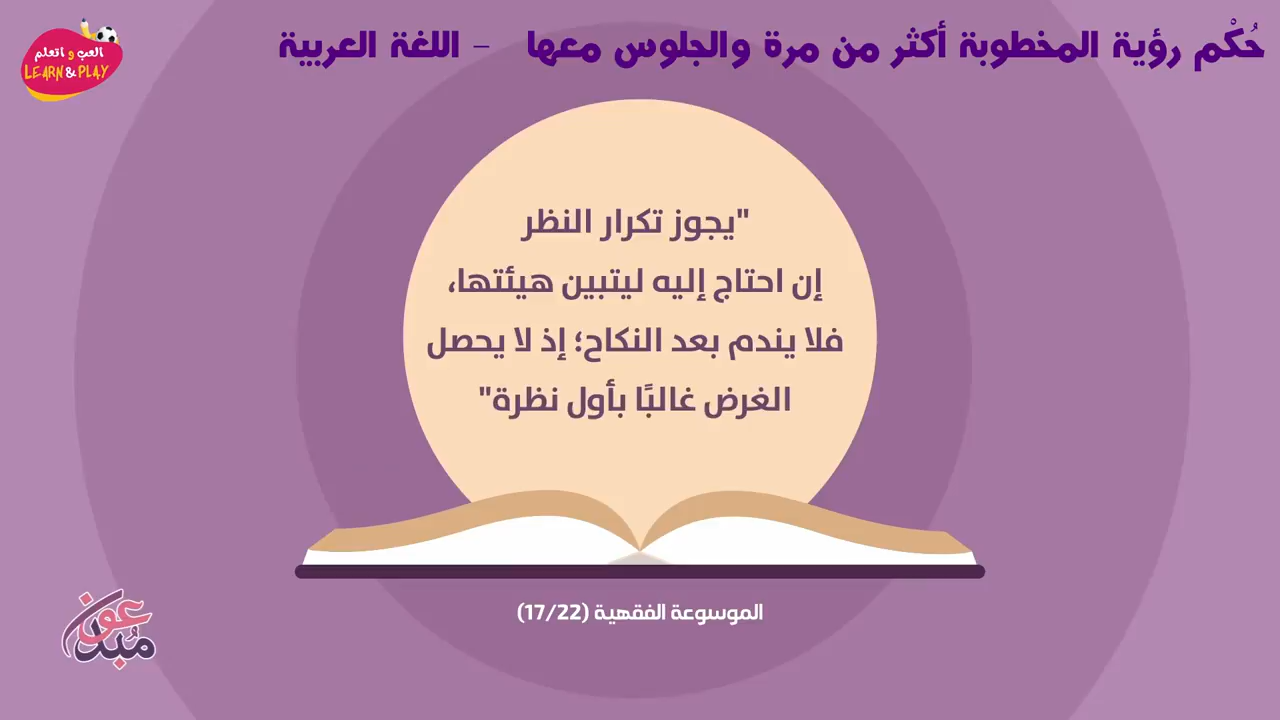 حُكْم رؤية المخطوبة أكثر من مرة والجلوس معها - اللغة العربية
العب و اتعلم
LEARN & PLAY
"يجوز تكرار النظر
إن احتاج إليه ليتبين هيئتها،
فلا يندم بعد النكاح؛ إذ لا يحصل
الغرض غالبًا بأول نظرة"
الموسوعة الفقهية (17/22)
مُبدعون